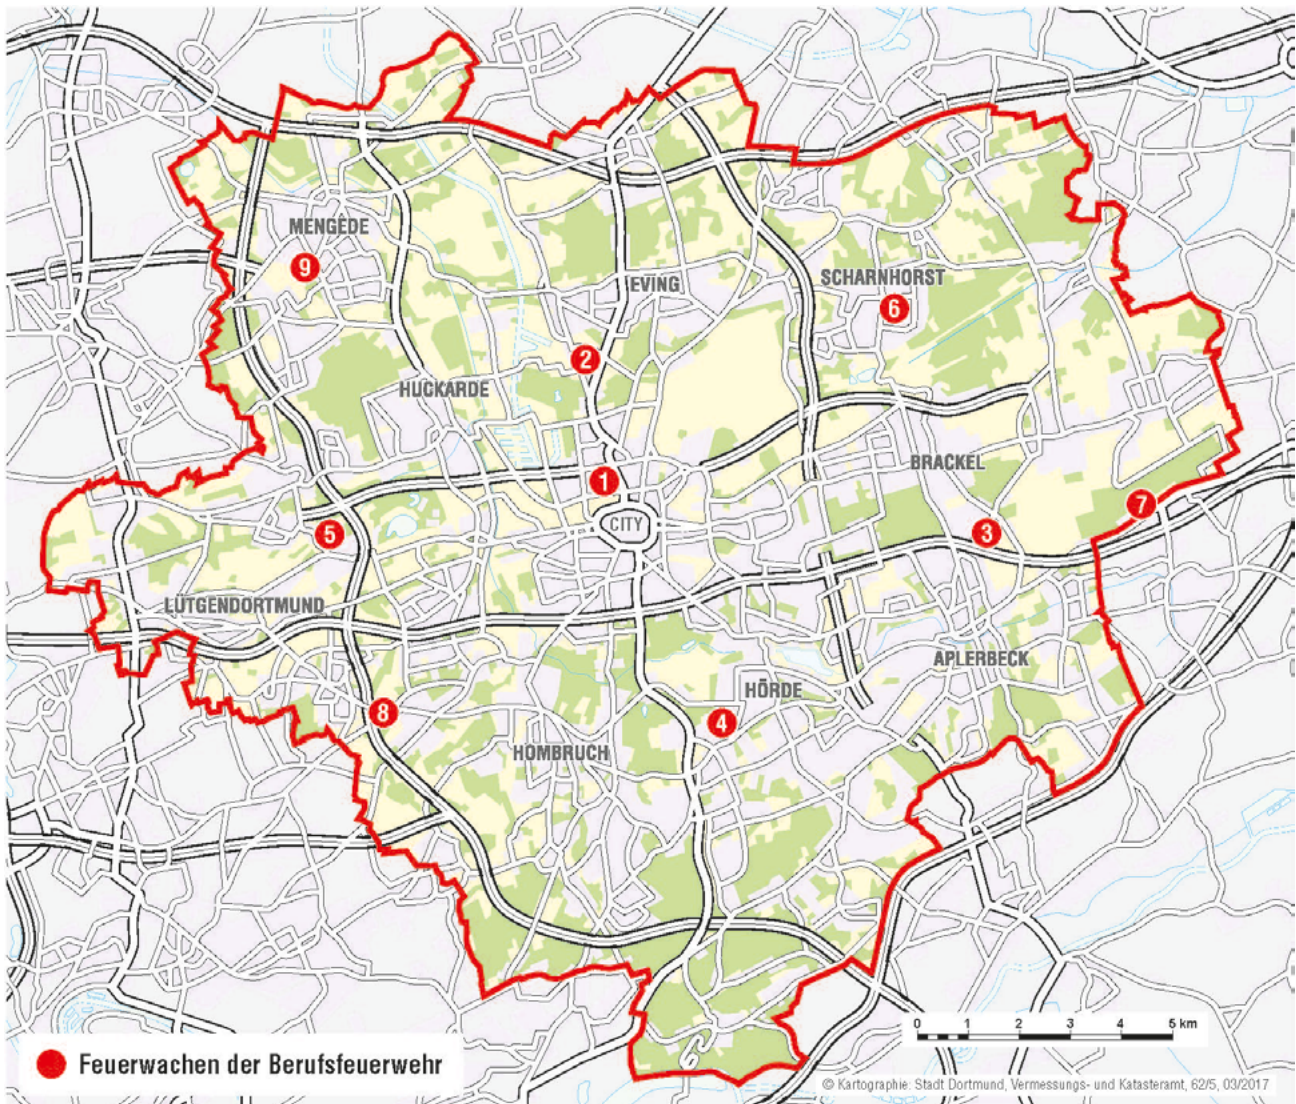 MENGEDE
9
EVING
SCHARNHORST
6
2
HUCKARDE
BRACKEL
1
7
CITY
3
5
LÜTGENDORTMUND
APLERBECK
HÖRDE
8
4
HOMBRUCH
0 1 2 3 4 5 km
Feuerwachen der Berufsfeuerwehr
© Kartographie: Stadt Dortmund, Vermessungs- und Katasteramt, 62/5, 03/2017